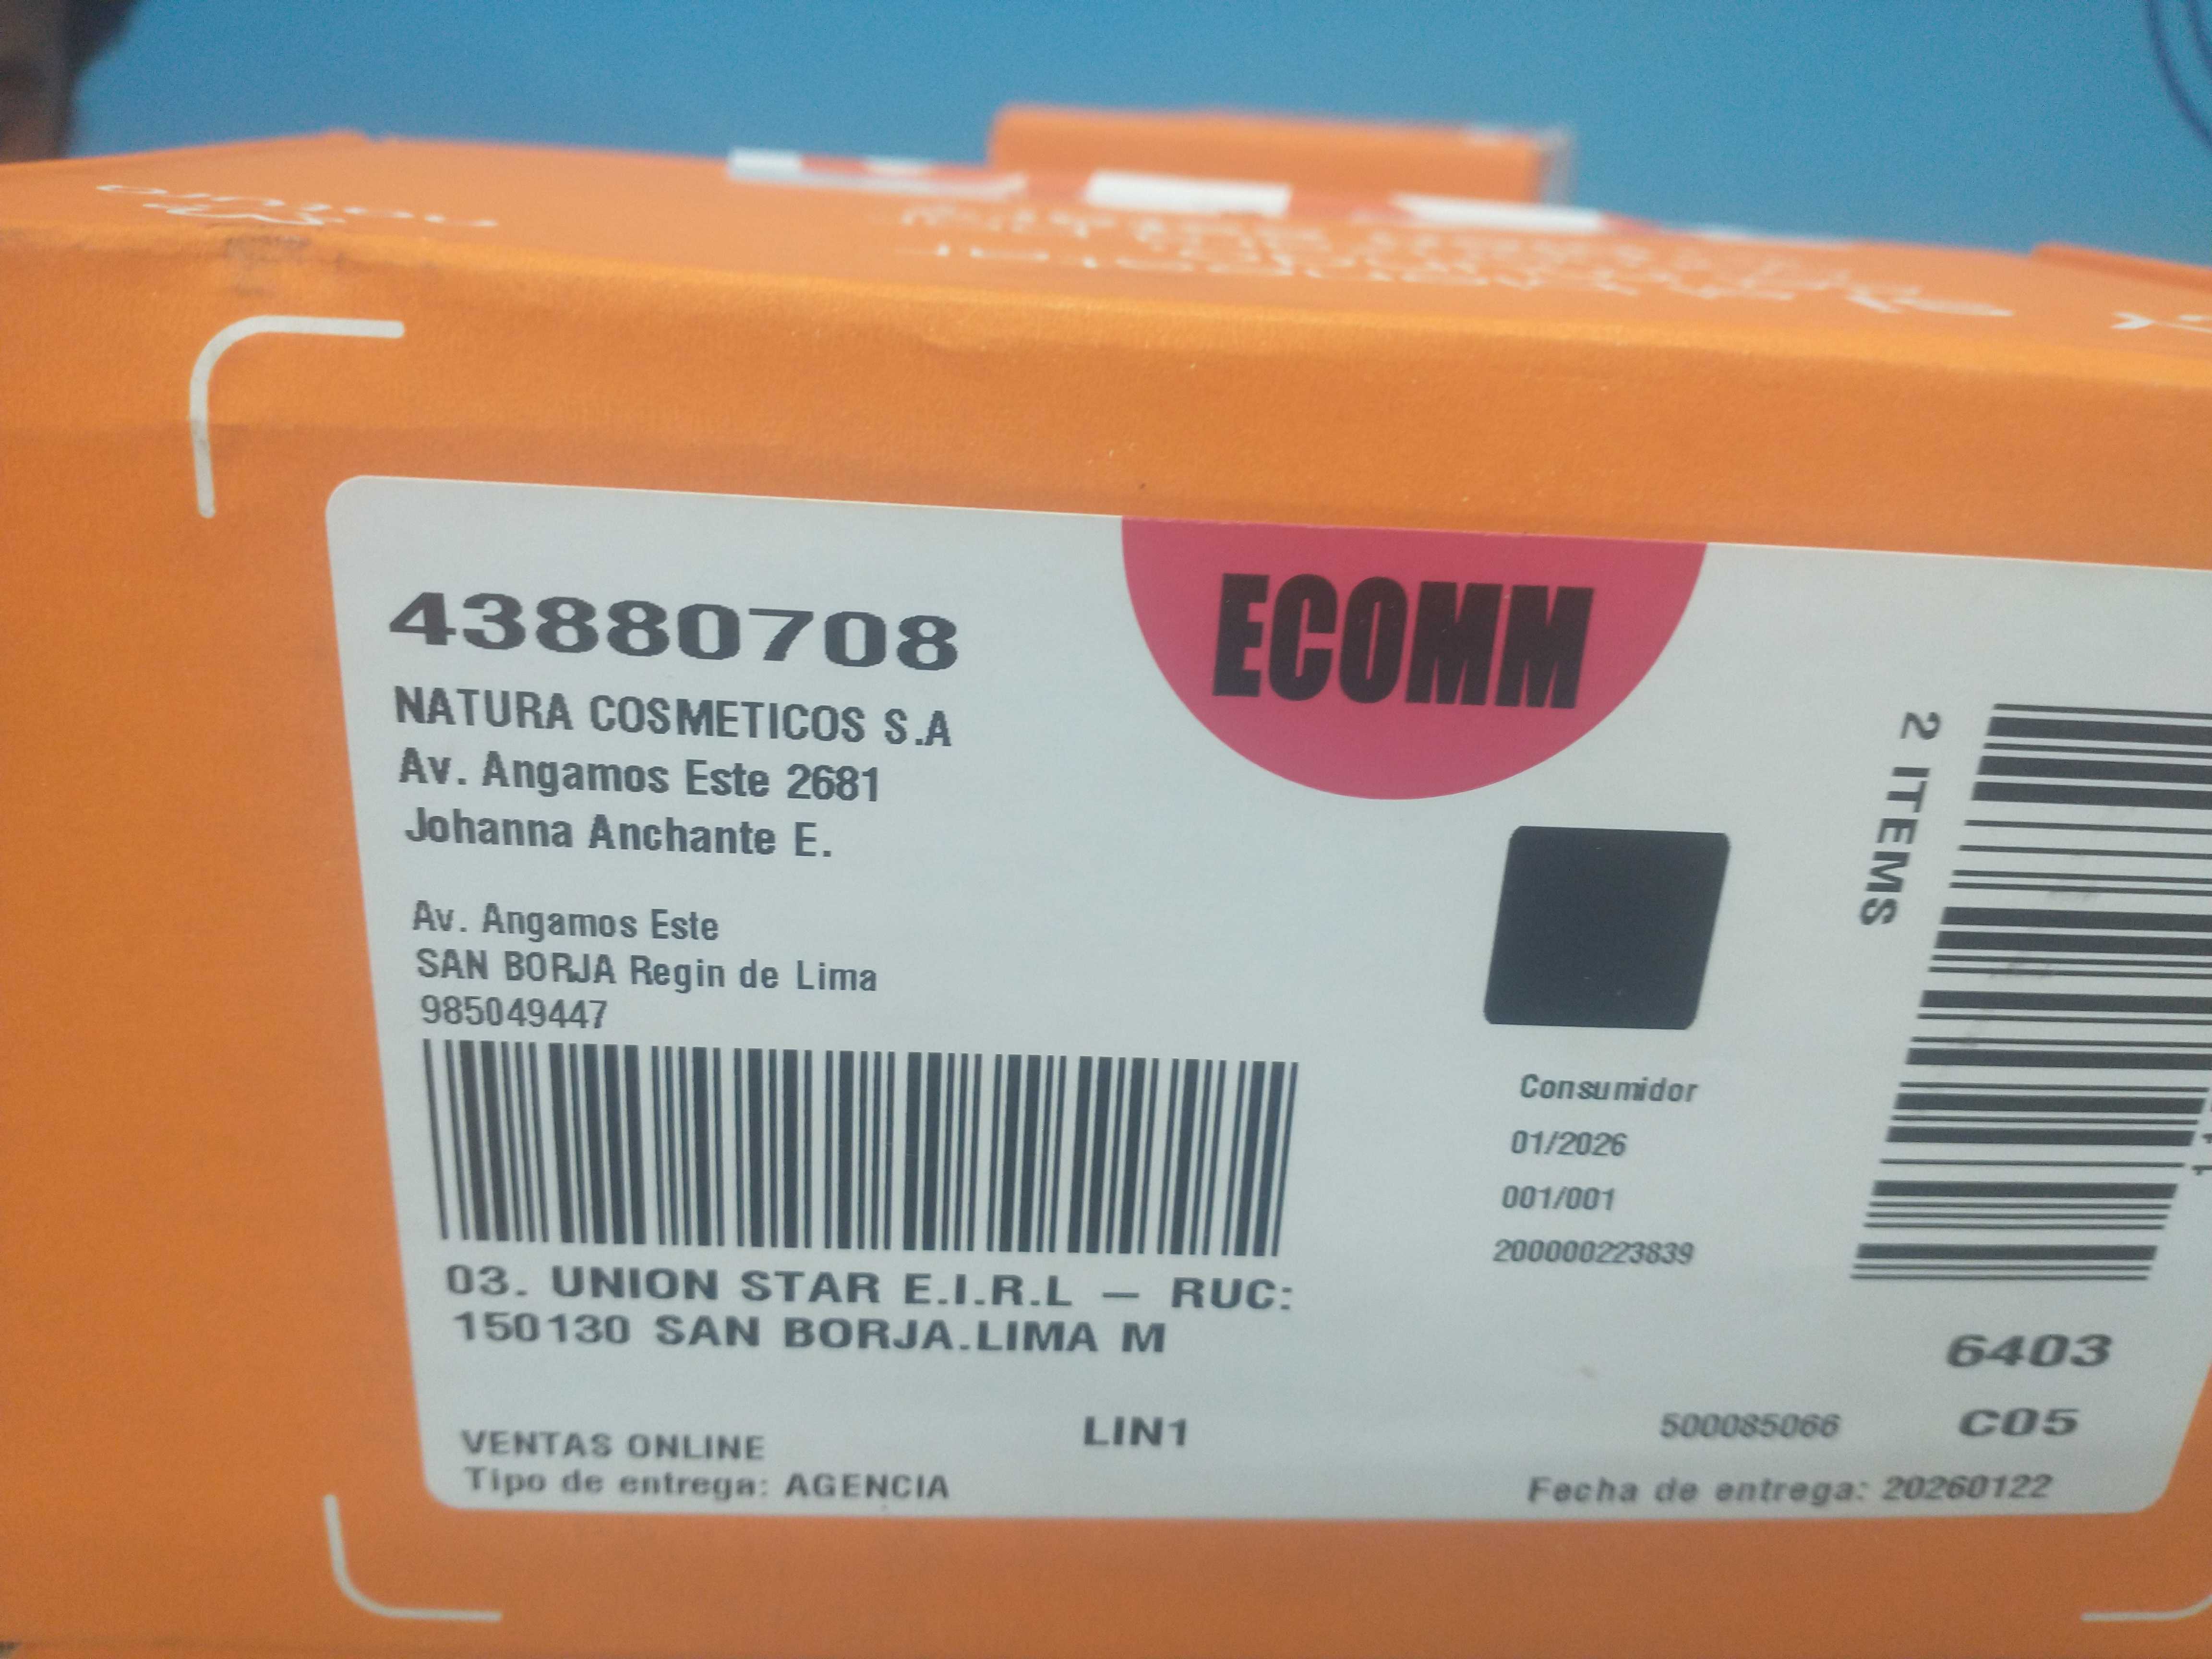 natura
43880708
ECOMM
NATURA COSMETICOS S.A
Av. Angamos Este 2681
Johanna Anchante E.
Av. Angamos Este
SAN BORJA Regin de Lima
985049447
2 ITEMS
Consumidor
01/2026
001/001
200000223839
03. UNION STAR E.I.R.L – RUC:
150130 SAN BORJA.LIMA M
6403
VENTAS ONLINE
LIN1
500085066
C05
Tipo de entrega: AGENCIA
Fecha de entrega: 20260122